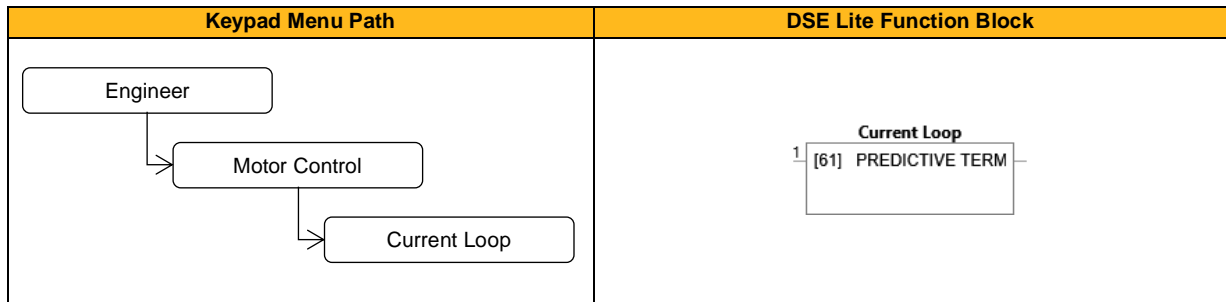 Keypad Menu Path
DSE Lite Function Block
Engineer
Motor Control
Current Loop
Current Loop
1
[61] PREDICTIVE TERM